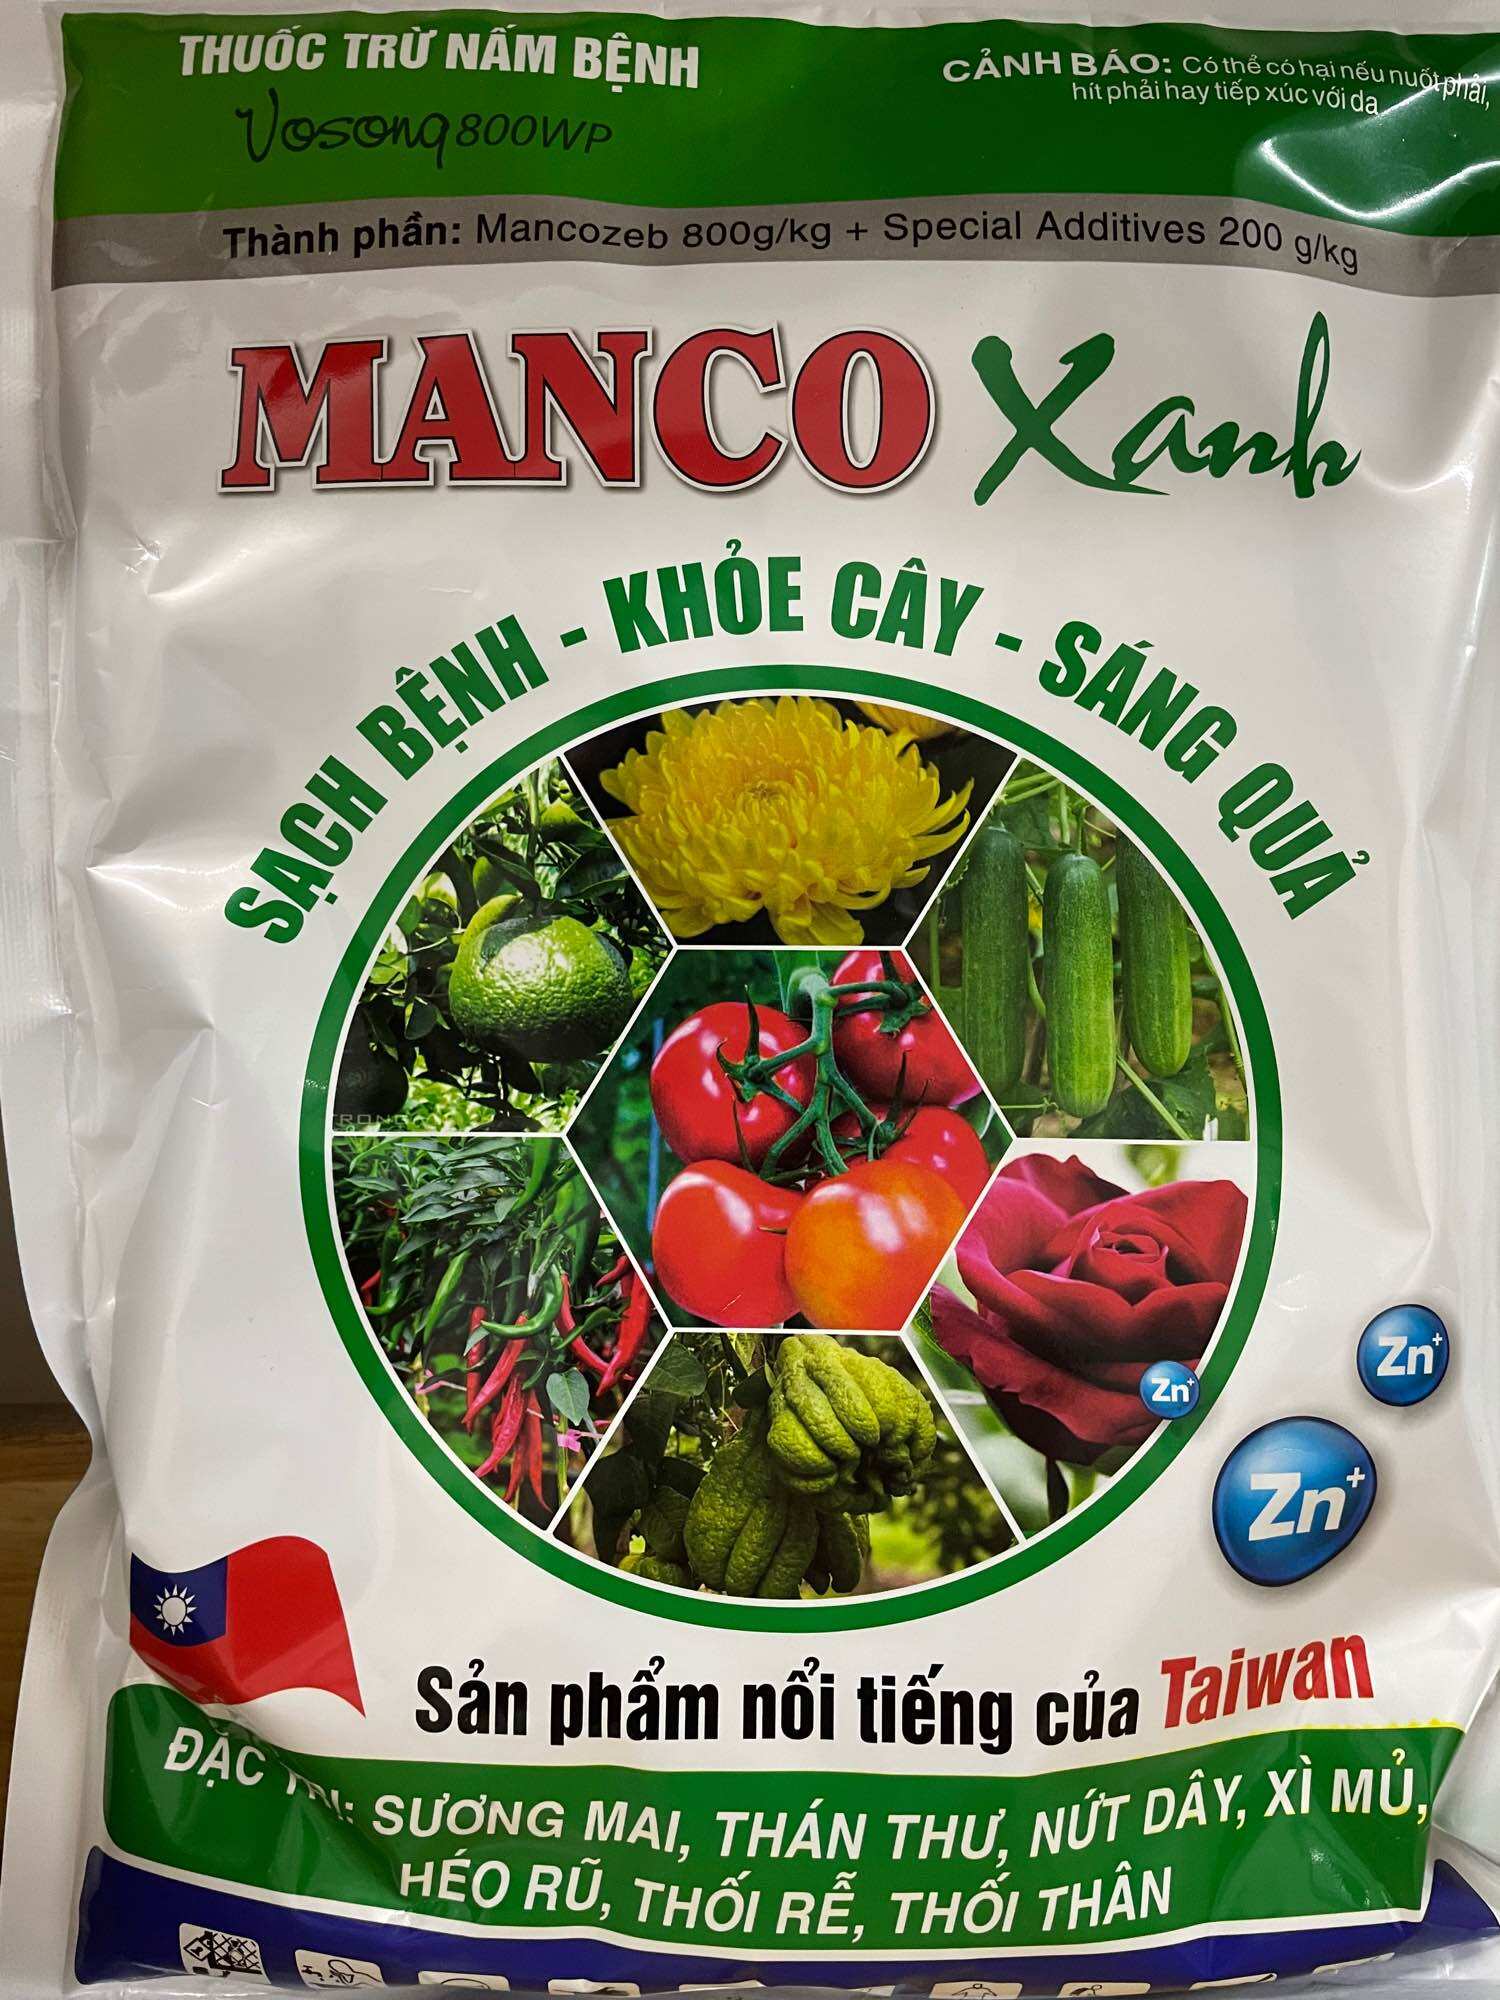 THUỐC TRỪ NẤM BỆNH
Vosong 800WP
CẢNH BÁO: Có thể có hại nếu nuốt phải,
hít phải hay tiếp xúc với da
Thành phần: Mancozeb 800g/kg + Special Additives 200 g/kg
MANCO Xanh
SẠCH BỆNH - KHỎE CÂY - SÁNG QUẢ
Zn+
Zn+
Zn+
Sản phẩm nổi tiếng của Taiwan
ĐẶC TRỊ: SƯƠNG MAI, THÁN THƯ, NỨT DÂY, XÌ MỦ,
HÉO RŨ, THỐI RỄ, THỐI THÂN